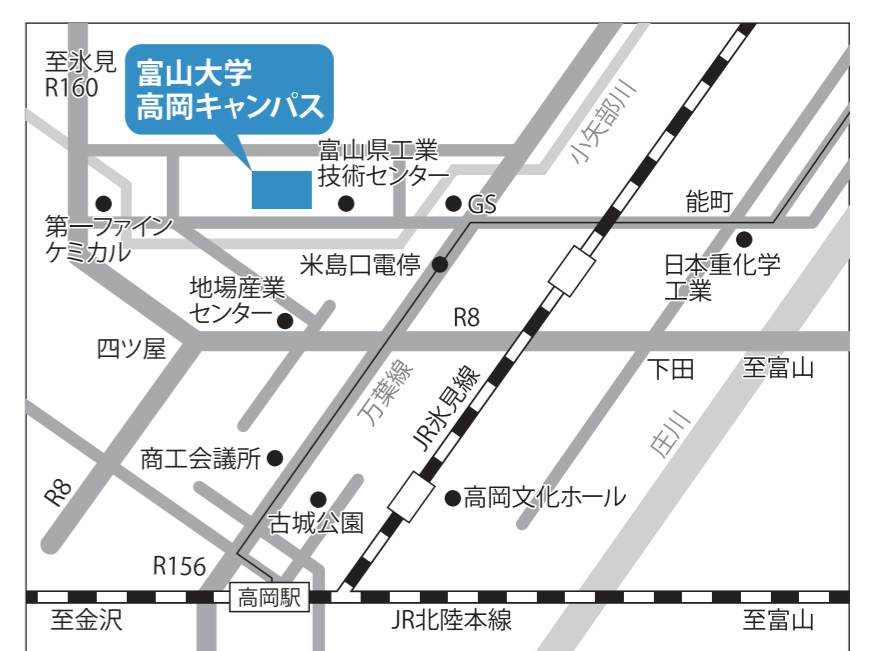 至氷見
R160
富山大学
高岡キャンパス
小矢部川
富山県工業
技術センター
GS
能町
第一ファイン
ケミカル
米島口電停
日本重化学
工業
地場産業
センター
R8
四ツ屋
下田
至富山
万葉線
JR氷見線
庄川
商工会議所
R8
高岡文化ホール
古城公園
R156
高岡駅
至金沢
JR北陸本線
至富山